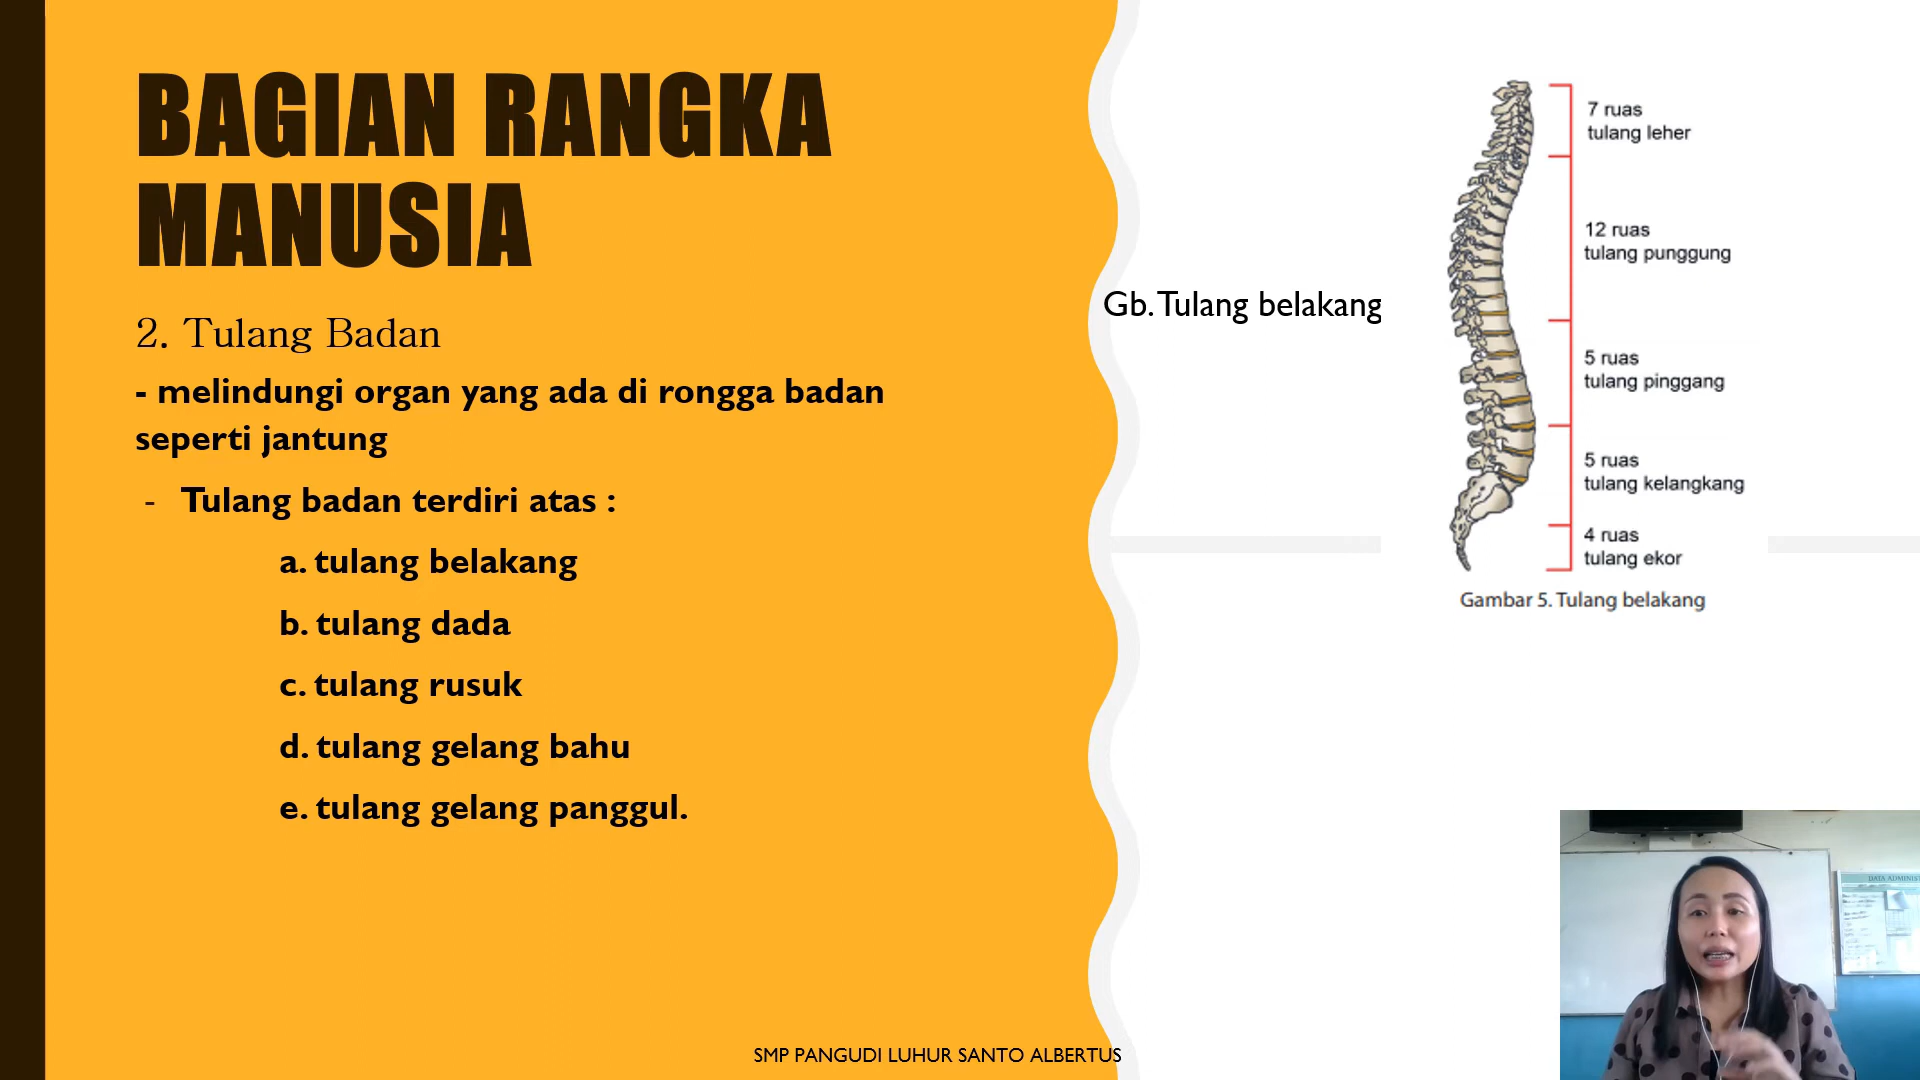 BAGIAN RANGKA
MANUSIA
2. Tulang Badan
- melindungi organ yang ada di rongga badan
seperti jantung
- Tulang badan terdiri atas :
a. tulang belakang
b. tulang dada
c. tulang rusuk
d. tulang gelang bahu
e. tulang gelang panggul.
SMP PANGUDI LUHUR SANTO ALBERTUS
Gb. Tulang belakang
7 ruas
tulang leher
12 ruas
tulang punggung
5 ruas
tulang pinggang
5 ruas
tulang kelangkang
4 ruas
tulang ekor
Gambar 5. Tulang belakang
DATA ADMINIS